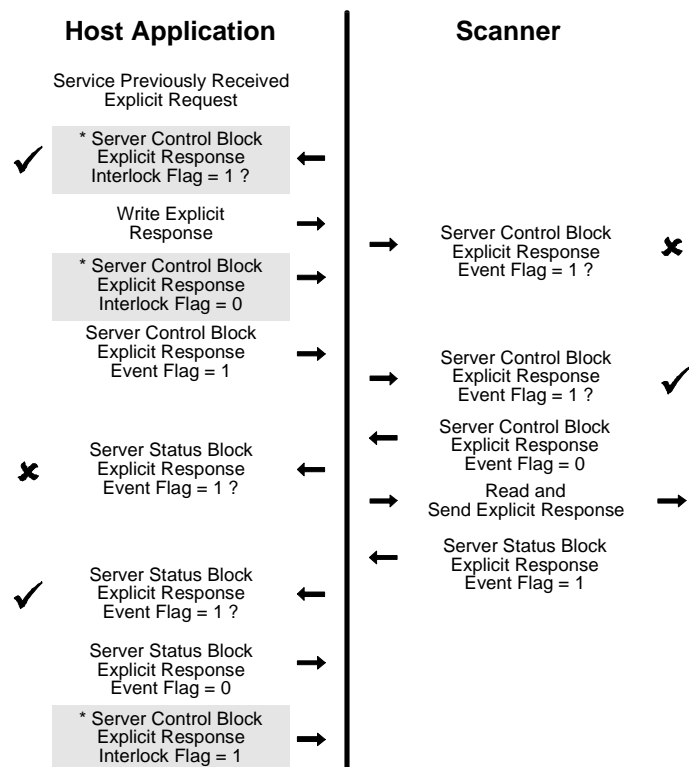 Host Application
Scanner
Service Previously Received
Explicit Request
* Server Control Block
Explicit Response
Interlock Flag = 1 ?
Write Explicit
Response
Server Control Block
Explicit Response
Event Flag = 1 ?
* Server Control Block
Explicit Response
Interlock Flag = 0
Server Control Block
Explicit Response
Event Flag = 1
Server Control Block
Explicit Response
Event Flag = 1 ?
Server Control Block
Explicit Response
Event Flag = 0
Server Status Block
Explicit Response
Event Flag = 1 ?
Read and
Send Explicit Response
Server Status Block
Explicit Response
Event Flag = 1
Server Status Block
Explicit Response
Event Flag = 1 ?
Server Status Block
Explicit Response
Event Flag = 0
* Server Control Block
Explicit Response
Interlock Flag = 1